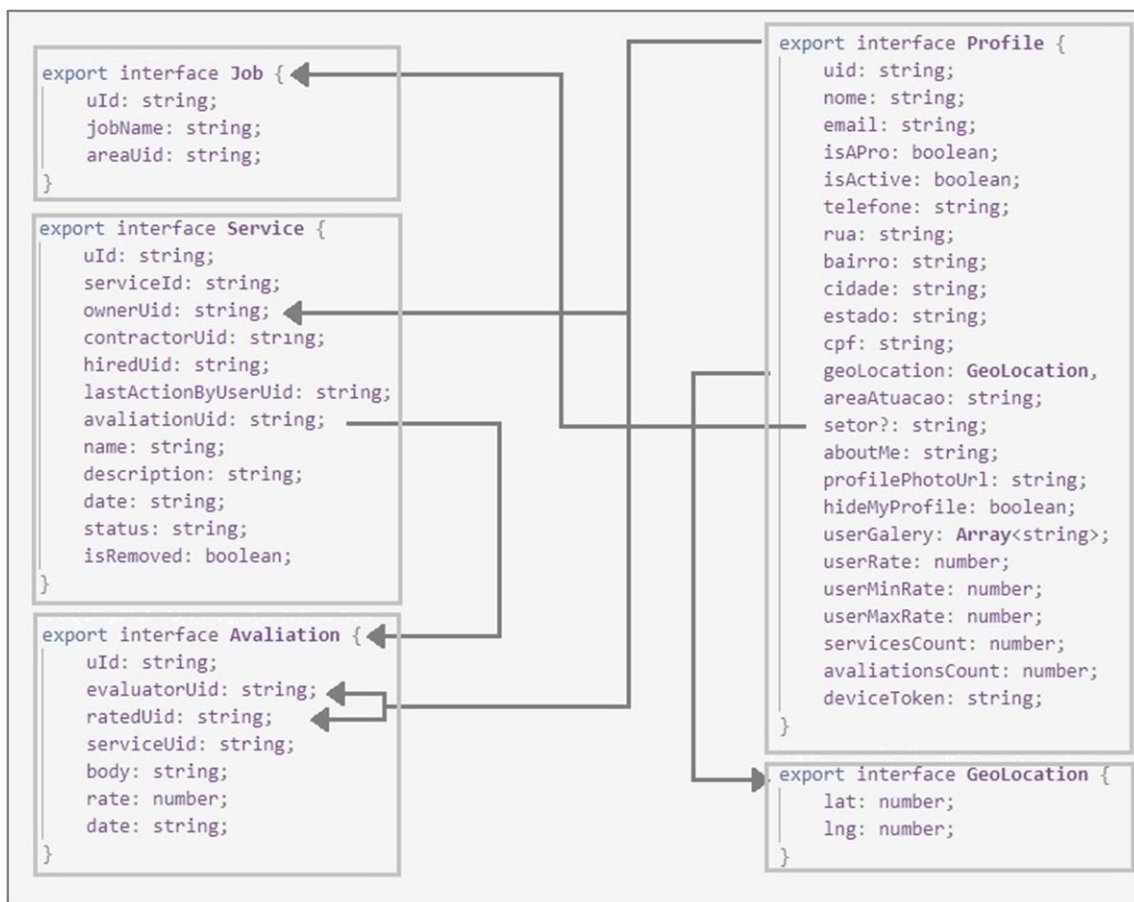 export interface Job {
uId: string;
jobName: string;
areaUid: string;
}
export interface Service {
uId: string;
serviceId: string;
ownerUid: string;
contractorUid: string;
hiredUid: string;
lastActionByUserUid: string;
avaliationUid: string;
name: string;
description: string;
date: string;
status: string;
isRemoved: boolean;
}
export interface Avaliation {
uId: string;
evaluatorUid: string;
ratedUid: string;
serviceUid: string;
body: string;
rate: number;
date: string;
}
export interface Profile {
uid: string;
nome: string;
email: string;
isAPro: boolean;
isActive: boolean;
telefone: string;
rua: string;
bairro: string;
cidade: string;
estado: string;
cpf: string;
geoLocation: GeoLocation,
areaAtuacao: string;
setor?: string;
aboutMe: string;
profilePhotoUrl: string;
hideMyProfile: boolean;
userGalery: Array<string>;
userRate: number;
userMinRate: number;
userMaxRate: number;
servicesCount: number;
avaliationsCount: number;
deviceToken: string;
}
export interface GeoLocation {
lat: number;
lng: number;
}